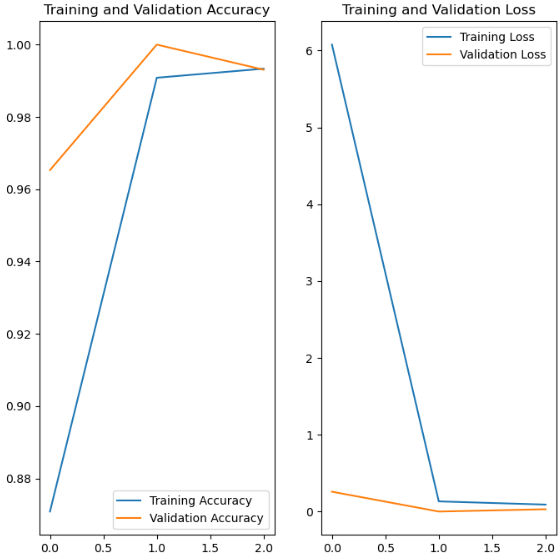 Training and Validation Accuracy
1.00
0.98
0.96
0.94
0.92
0.90
0.88
Training Accuracy
Validation Accuracy
0.0 0.5 1.0 1.5 2.0
Training and Validation Loss
6
5
4
3
2
1
0
Training Loss
Validation Loss
0.0 0.5 1.0 1.5 2.0